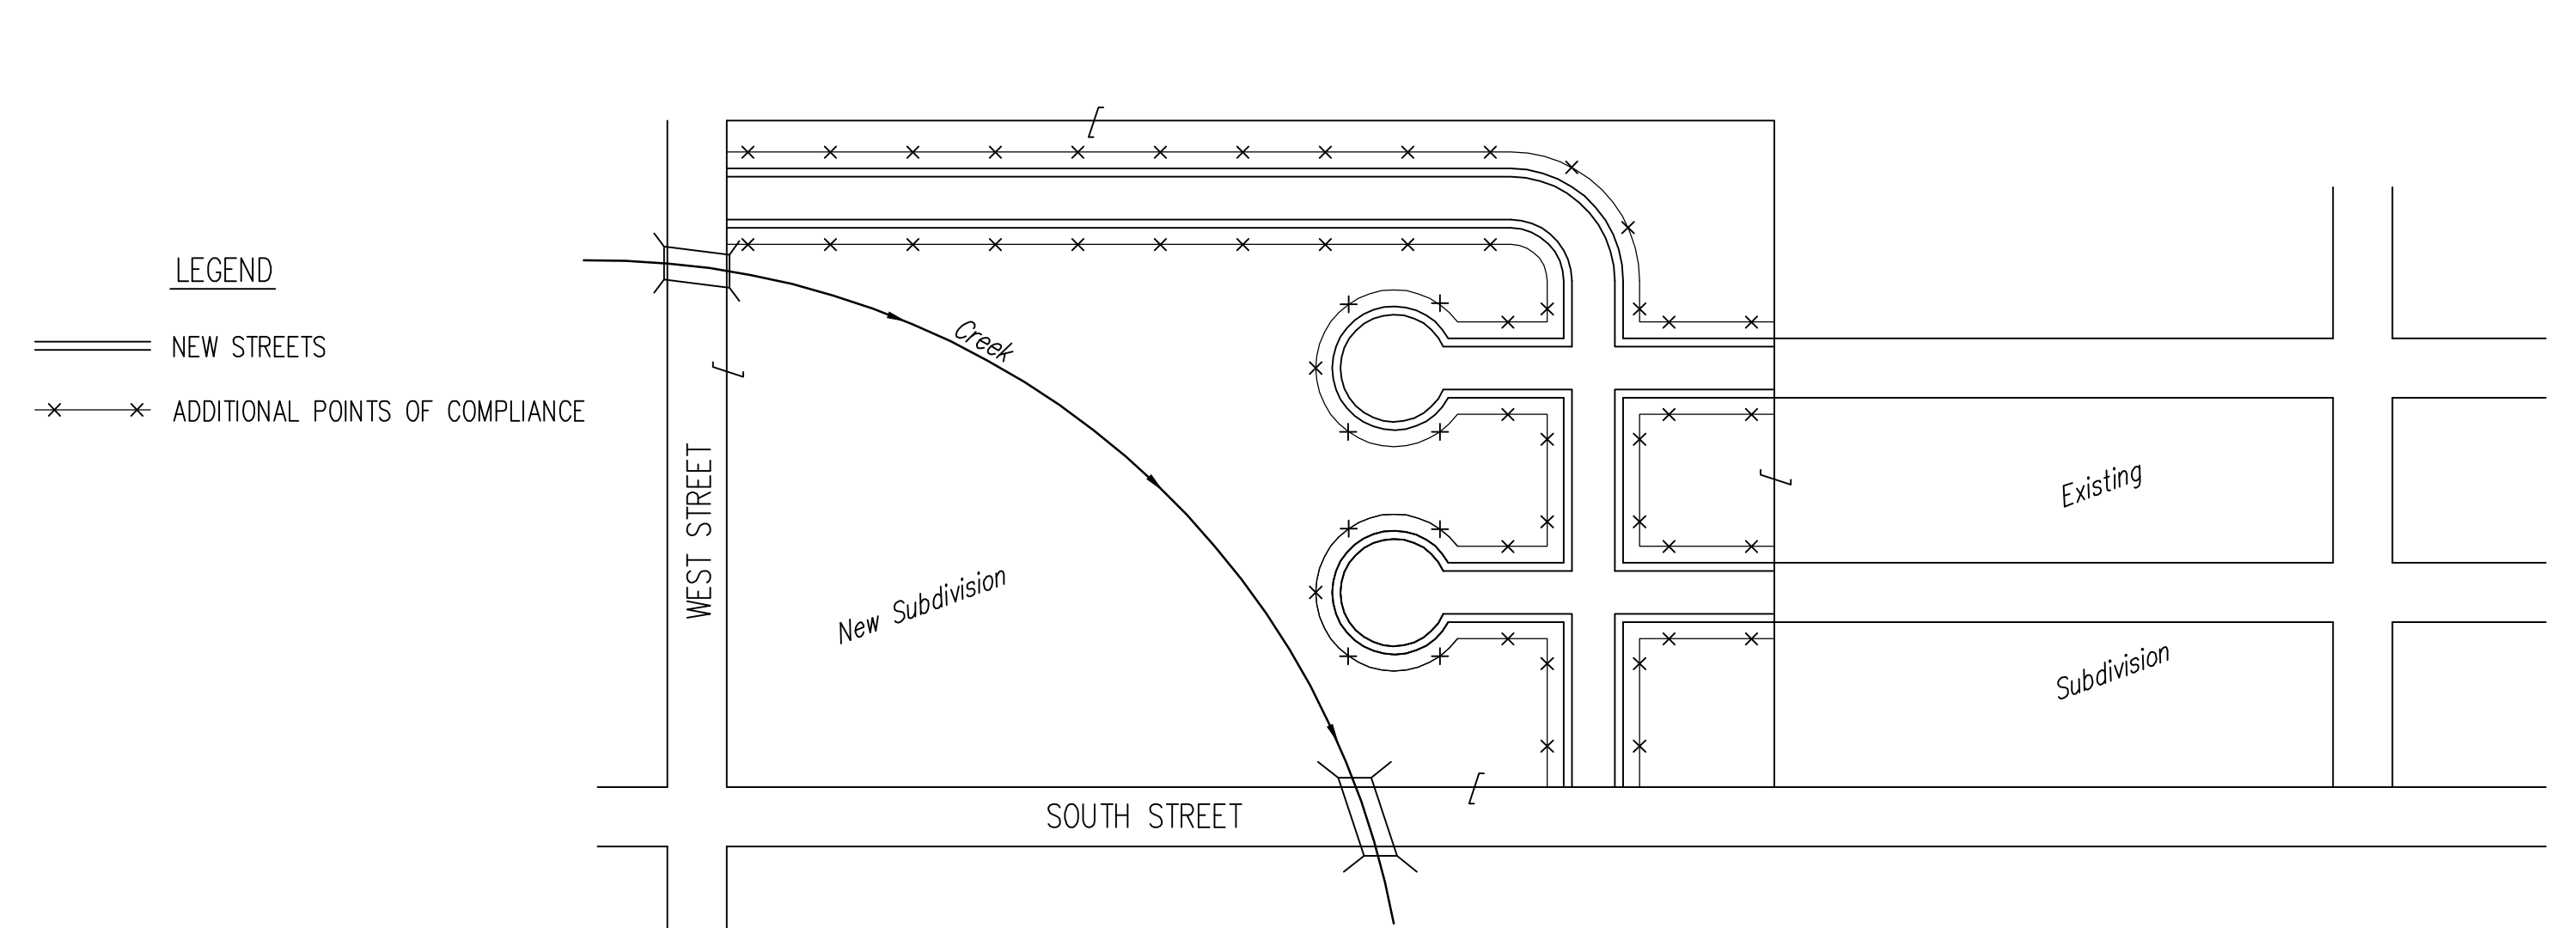 LEGEND
NEW STREETS
ADDITIONAL POINTS OF COMPLIANCE
Creek
WEST STREET
New Subdivision
Existing
Subdivision
SOUTH STREET